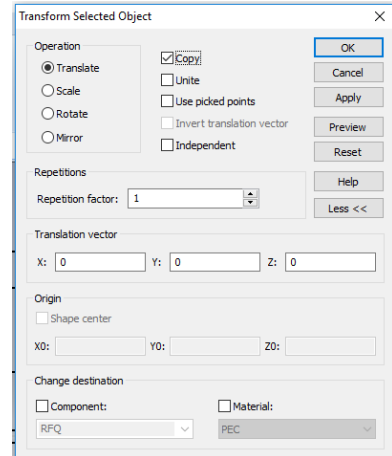 Transform Selected Object
Operation
Translate
Scale
Rotate
Mirror
Copy
Unite
Use picked points
Invert translation vector
Independent
OK
Cancel
Apply
Preview
Reset
Help
Less <<
Repetitions
Repetition factor: 1
Translation vector
X: 0 Y: 0 Z: 0
Origin
Shape center
X0: Y0: Z0:
Change destination
Component: Material:
RFQ PEC